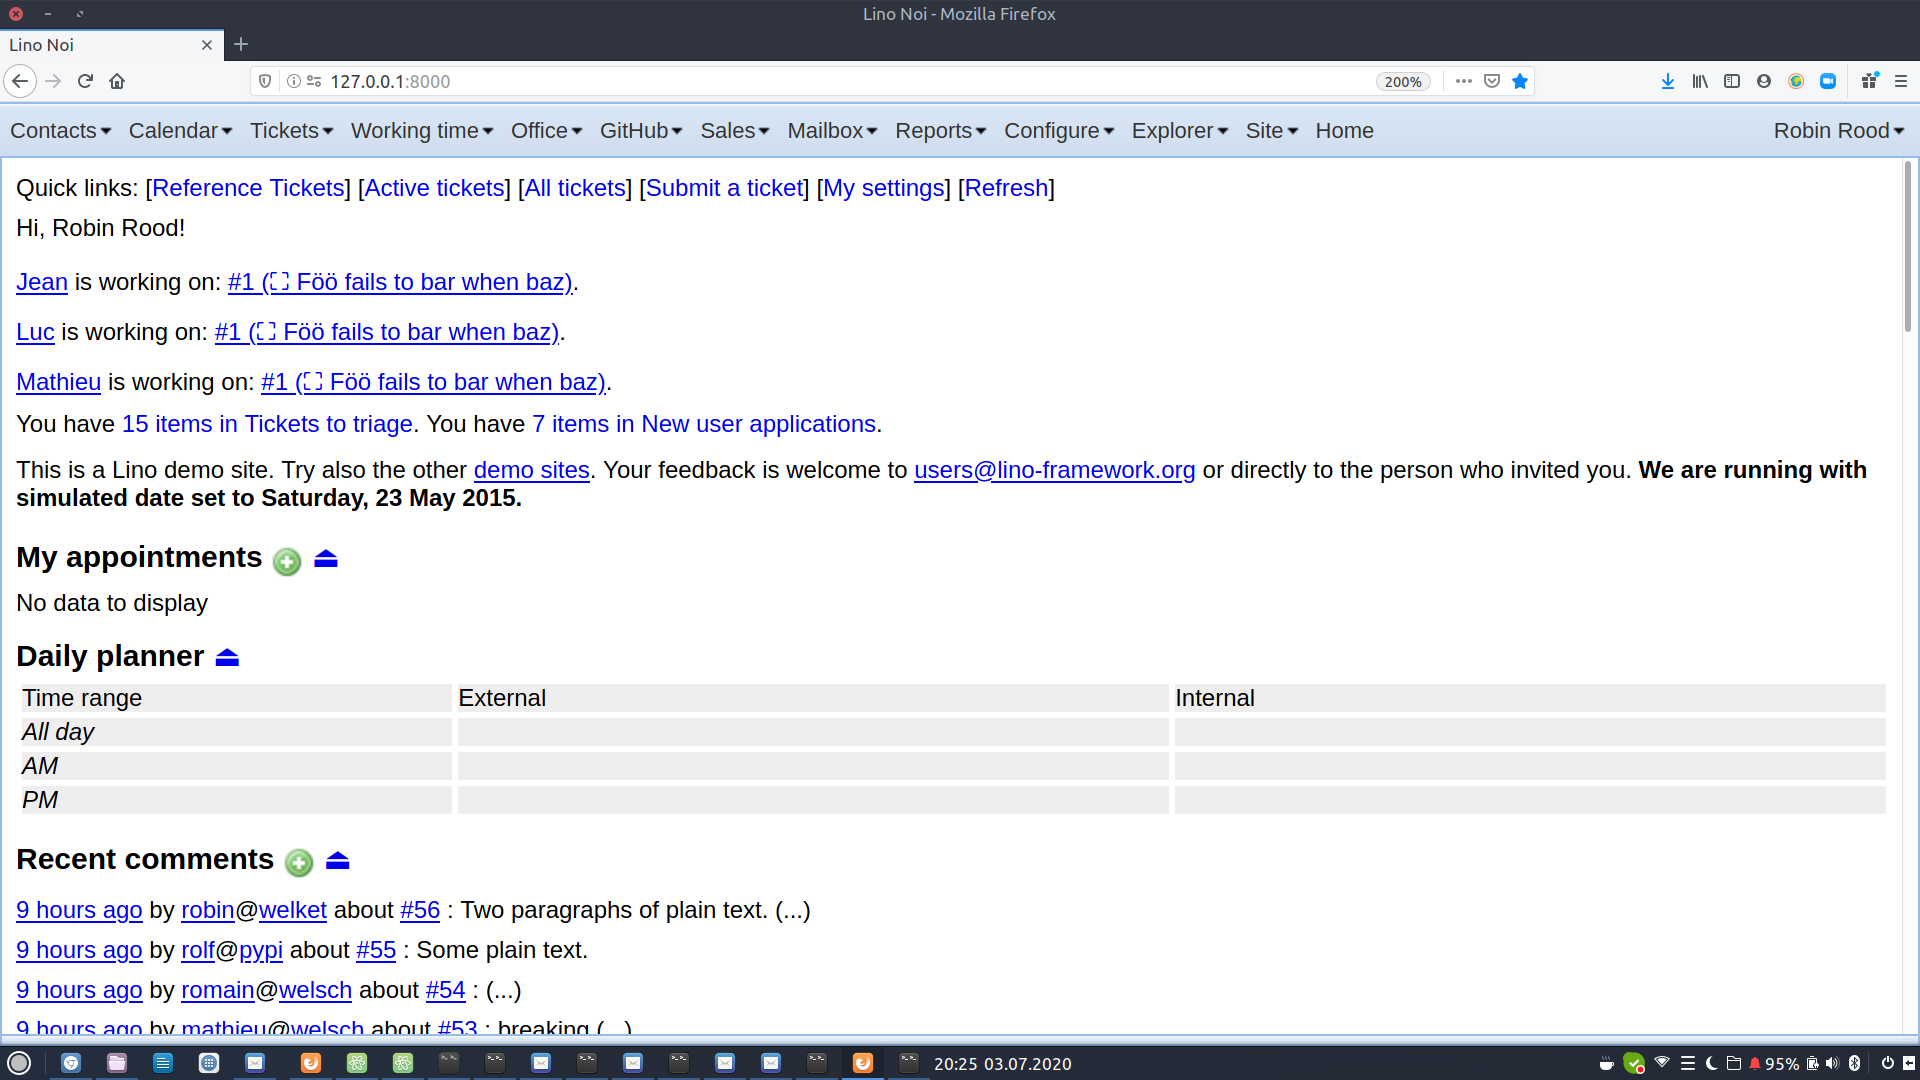 Lino Noi - Mozilla Firefox
Lino Noi
127.0.0.1:8000 200%
Contacts Calendar Tickets Working time Office GitHub Sales Mailbox Reports Configure Explorer Site Home Robin Rood
Quick links: [Reference Tickets] [Active tickets] [All tickets] [Submit a ticket] [My settings] [Refresh]
Hi, Robin Rood!
Jean is working on: #1 (⛶ Föö fails to bar when baz).
Luc is working on: #1 (⛶ Föö fails to bar when baz).
Mathieu is working on: #1 (⛶ Föö fails to bar when baz).
You have 15 items in Tickets to triage. You have 7 items in New user applications.
This is a Lino demo site. Try also the other demo sites. Your feedback is welcome to users@lino-framework.org or directly to the person who invited you. We are running with
simulated date set to Saturday, 23 May 2015.
My appointments ⏏
No data to display
Daily planner ⏏
Time range External Internal
All day
AM
PM
Recent comments ⏏
9 hours ago by robin@welket about #56 : Two paragraphs of plain text. (...)
9 hours ago by rolf@pypi about #55 : Some plain text.
9 hours ago by romain@welsch about #54 : (...)
9 hours ago by mathieu@welsch about #53 : breaking (...)
20:25 03.07.2020 95%